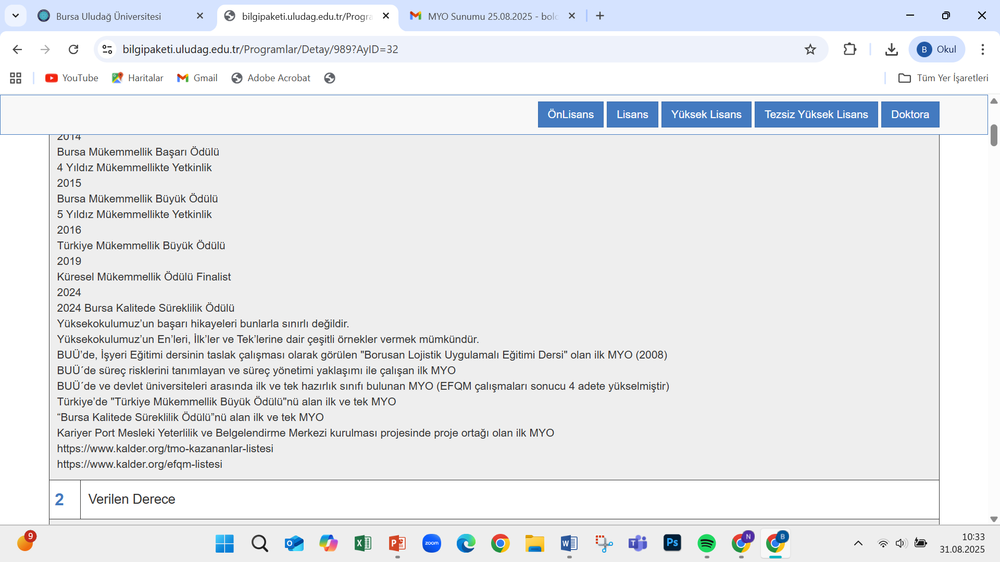 Bursa Uludağ Üniversitesi
bilgipaketi.uludag.edu.tr/Progra
MYO Sunumu 25.08.2025 - bolo
bilgipaketi.uludag.edu.tr/Programlar/Detay/989?AyID=32
B Okul
YouTube
Haritalar
Gmail
Adobe Acrobat
Tüm Yer İşaretleri
ÖnLisans
Lisans
Yüksek Lisans
Tezsiz Yüksek Lisans
Doktora
2014
Bursa Mükemmellik Başarı Ödülü
4 Yıldız Mükemmellikte Yetkinlik
2015
Bursa Mükemmellik Büyük Ödülü
5 Yıldız Mükemmellikte Yetkinlik
2016
Türkiye Mükemmellik Büyük Ödülü
2019
Küresel Mükemmellik Ödülü Finalist
2024
2024 Bursa Kalitede Süreklilik Ödülü
Yüksekokulumuz’un başarı hikayeleri bunlarla sınırlı değildir.
Yüksekokulumuz’un En’leri, İlk’ler ve Tek’lerine dair çeşitli örnekler vermek mümkündür.
BUÜ’de, İşyeri Eğitimi dersinin taslak çalışması olarak görülen "Borusan Lojistik Uygulamalı Eğitimi Dersi" olan ilk MYO (2008)
BUÜ´de süreç risklerini tanımlayan ve süreç yönetimi yaklaşımı ile çalışan ilk MYO
BUÜ´de ve devlet üniversiteleri arasında ilk ve tek hazırlık sınıfı bulunan MYO (EFQM çalışmaları sonucu 4 adete yükselmiştir)
Türkiye’de "Türkiye Mükemmellik Büyük Ödülü"nü alan ilk ve tek MYO
“Bursa Kalitede Süreklilik Ödülü”nü alan ilk ve tek MYO
Kariyer Port Mesleki Yeterlilik ve Belgelendirme Merkezi kurulması projesinde proje ortağı olan ilk MYO
https://www.kalder.org/tmo-kazananlar-listesi
https://www.kalder.org/efqm-listesi
2 Verilen Derece
9
zoom
Ps
N
B
10:33
31.08.2025